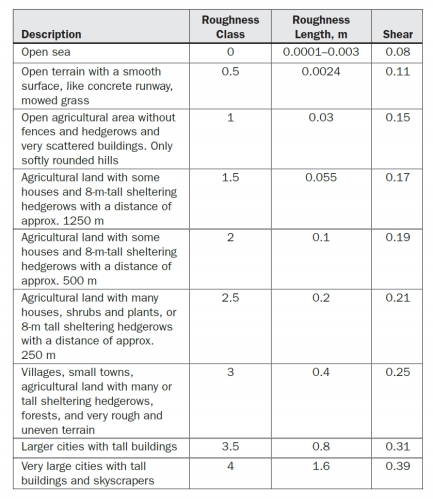 Description Roughness Class Roughness Length, m Shear
Open sea 0 0.0001–0.003 0.08
Open terrain with a smooth 0.5 0.0024 0.11
surface, like concrete runway,
mowed grass
Open agricultural area without 1 0.03 0.15
fences and hedgerows and
very scattered buildings. Only
softly rounded hills
Agricultural land with some 1.5 0.055 0.17
houses and 8-m-tall sheltering
hedgerows with a distance of
approx. 1250 m
Agricultural land with some 2 0.1 0.19
houses and 8-m-tall sheltering
hedgerows with a distance of
approx. 500 m
Agricultural land with many 2.5 0.2 0.21
houses, shrubs and plants, or
8-m tall sheltering hedgerows
with a distance of approx.
250 m
Villages, small towns, 3 0.4 0.25
agricultural land with many or
tall sheltering hedgerows,
forests, and very rough and
uneven terrain
Larger cities with tall buildings 3.5 0.8 0.31
Very large cities with tall 4 1.6 0.39
buildings and skyscrapers